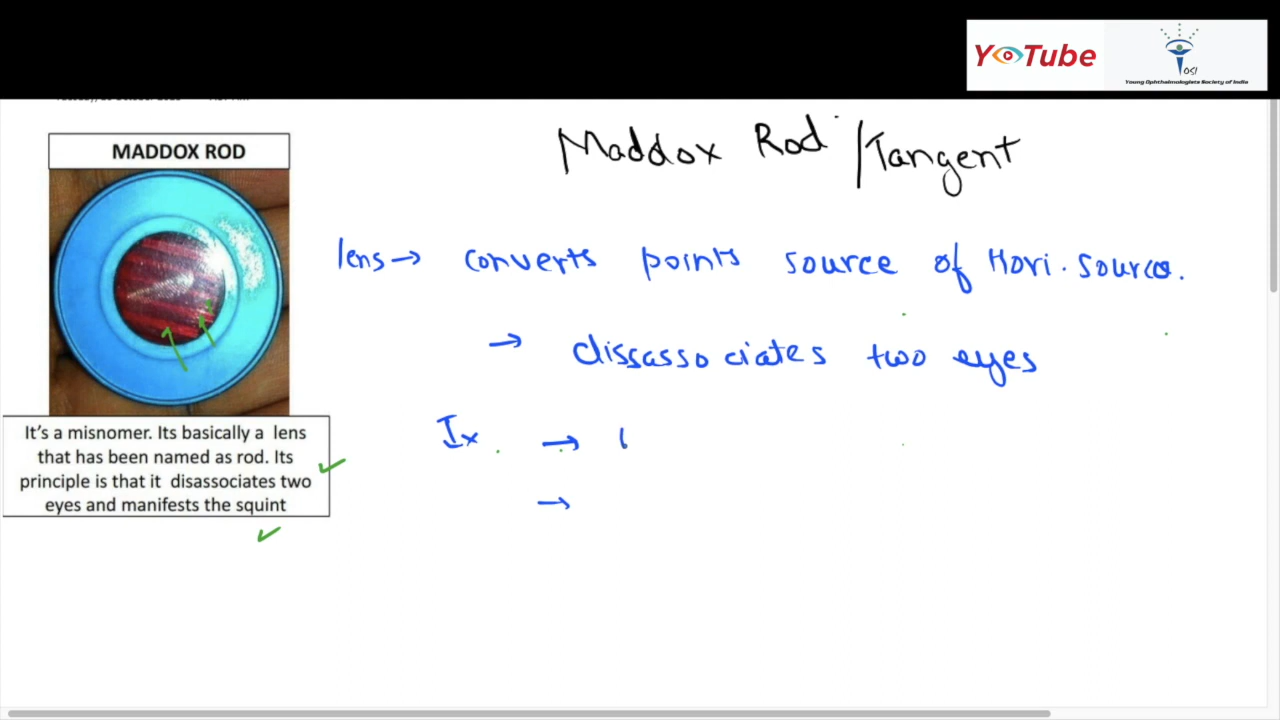 YOTube
OSI
Young Ophthalmologists Society of India
MADDOX ROD
Maddox Rod /Tangent
lens → converts points source of Hori. source.
→ dissassociates two eyes
Ix → l
→
It's a misnomer. Its basically a lens
that has been named as rod. Its
principle is that it disassociates two
eyes and manifests the squint